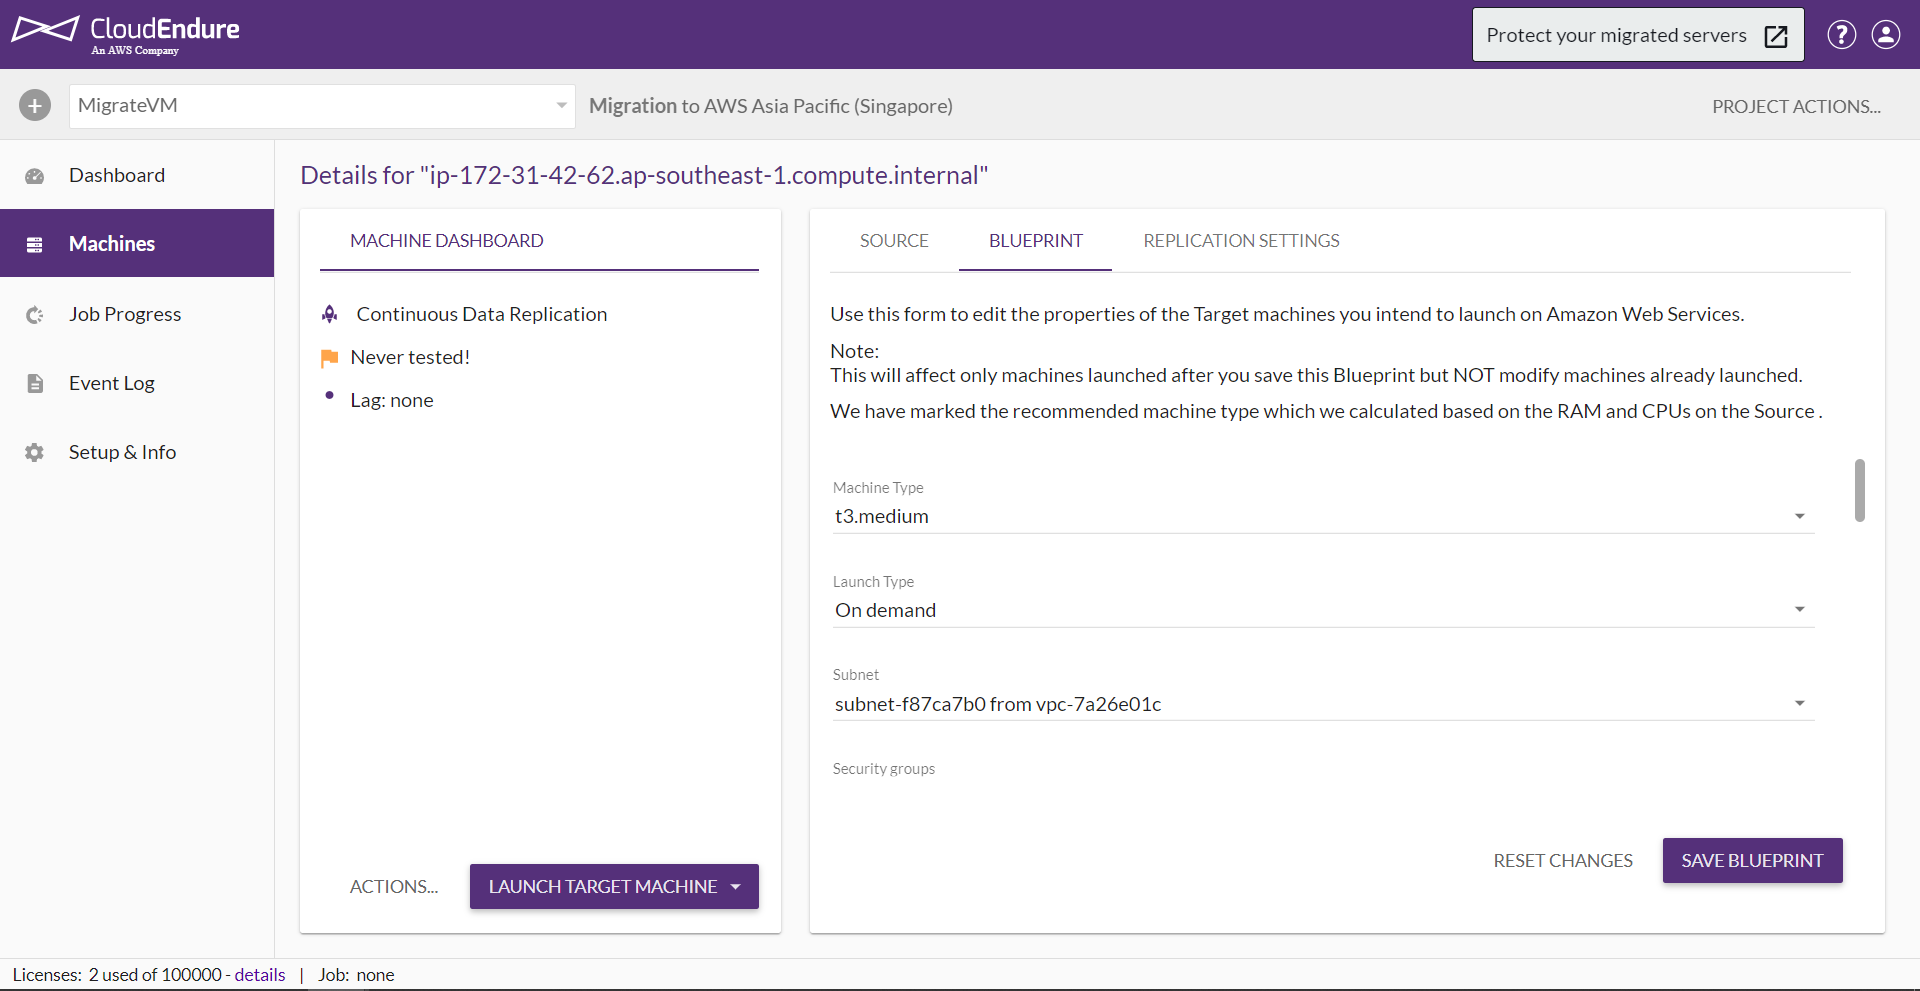 CloudEndure
An AWS Company
Protect your migrated servers
?
MigrateVM
Migration to AWS Asia Pacific (Singapore)
PROJECT ACTIONS...
Dashboard
Machines
Job Progress
Event Log
Setup & Info
Details for "ip-172-31-42-62.ap-southeast-1.compute.internal"
MACHINE DASHBOARD
Continuous Data Replication
Never tested!
Lag: none
ACTIONS...
LAUNCH TARGET MACHINE
SOURCE
BLUEPRINT
REPLICATION SETTINGS
Use this form to edit the properties of the Target machines you intend to launch on Amazon Web Services.
Note:
This will affect only machines launched after you save this Blueprint but NOT modify machines already launched.
We have marked the recommended machine type which we calculated based on the RAM and CPUs on the Source .
Machine Type
t3.medium
Launch Type
On demand
Subnet
subnet-f87ca7b0 from vpc-7a26e01c
Security groups
RESET CHANGES
SAVE BLUEPRINT
Licenses: 2 used of 100000 - details | Job: none